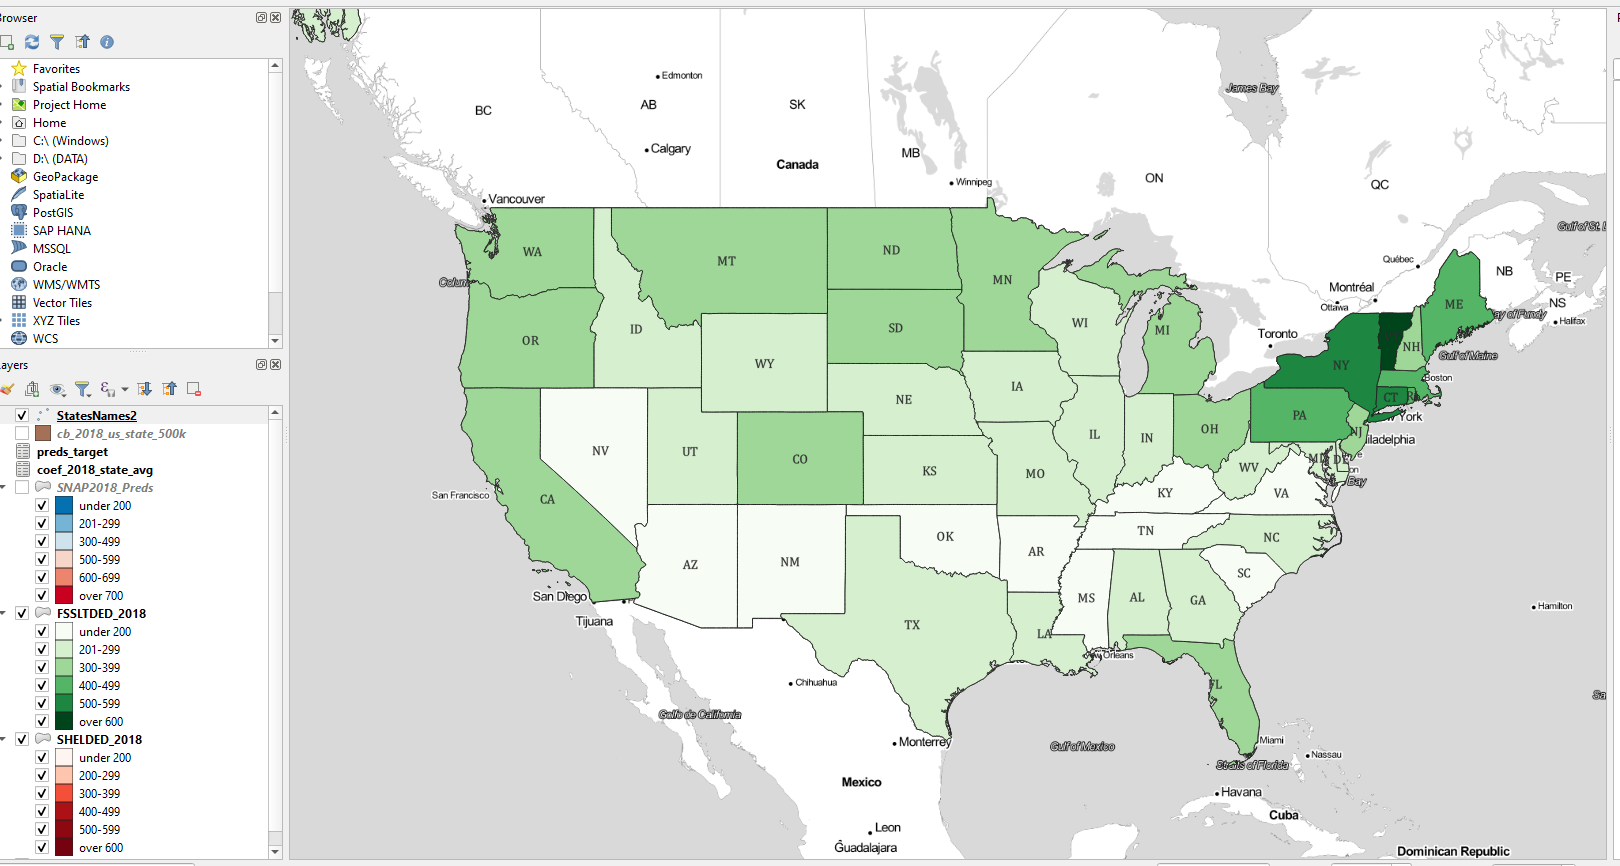 Browser
Favorites
Spatial Bookmarks
Project Home
Home
C:\ (Windows)
D:\ (DATA)
GeoPackage
SpatiaLite
PostGIS
SAP HANA
MSSQL
Oracle
WMS/WMTS
Vector Tiles
XYZ Tiles
WCS
ayers
StatesNames2
cb_2018_us_state_500k
preds_target
coef_2018_state_avg
SNAP2018_Preds
under 200
201-299
300-499
500-599
600-699
over 700
FSSLTDED_2018
under 200
201-299
300-399
400-499
500-599
over 600
SHELDED_2018
under 200
200-299
300-399
400-499
500-599
over 600
Edmonton
BC
AB
SK
Calgary
Canada
MB
Winnipeg
ON
QC
James Bay
Vancouver
Gulf of St. L
Québec
NB
PE
Montréal
Ottawa
NS
Halifax
ay of Fundy
Toronto
Gulf of Maine
Boston
York
iladelphia
Colum
WA
MT
ND
MN
OR
ID
SD
WI
MI
ME
NH
NY
WY
CT
PA
NJ
IA
NE
OH
IL
IN
NV
UT
CO
KS
MO
WV
MD
DE
on
Bay
San Francisco
CA
KY
VA
TN
NC
OK
AR
AZ
NM
SC
MS
AL
GA
San Diego
Tijuana
TX
LA
Orleans
FL
Hamilton
Chihuahua
Golfo de California
Monterrey
Gulf of Mexico
Miami
Nassau
Straits of Florida
Mexico
Havana
Cuba
Leon
Guadalajara
Dominican Republic
Sa